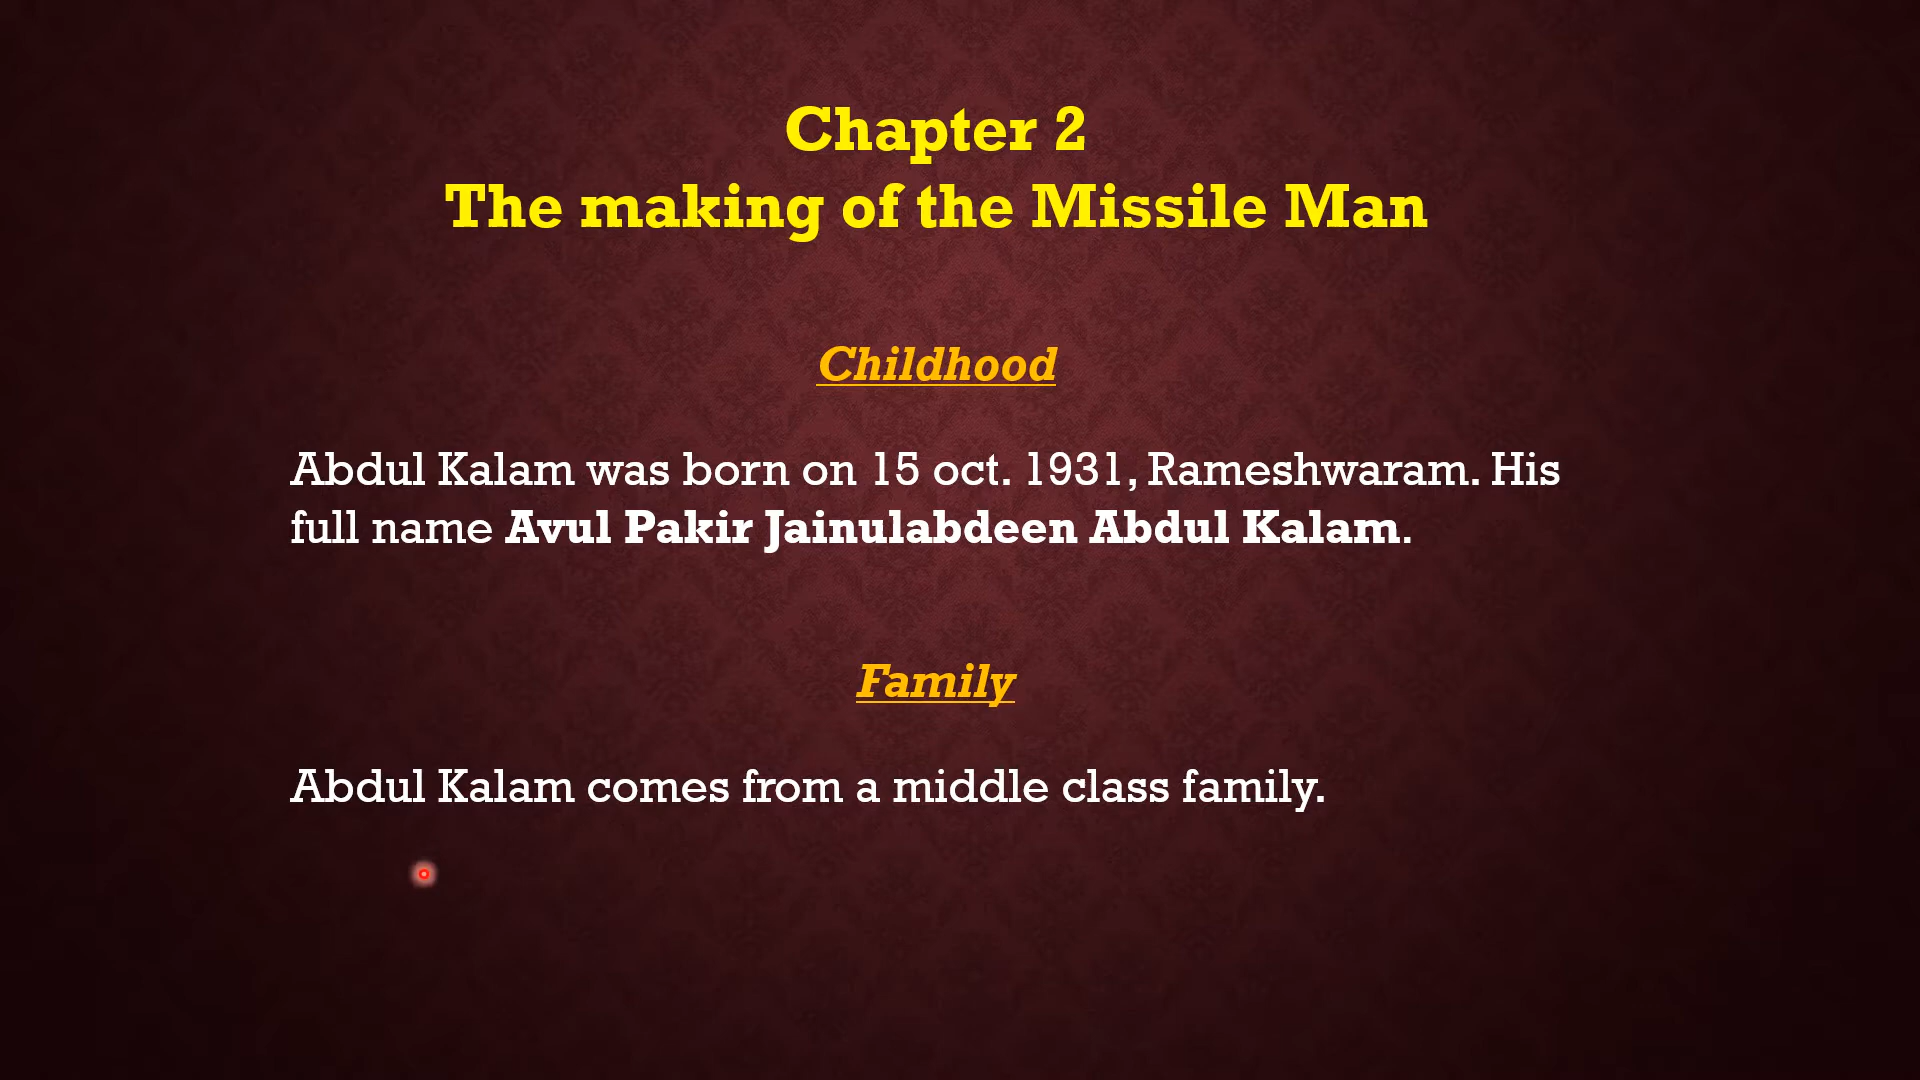 Chapter 2
The making of the Missile Man
Childhood
Abdul Kalam was born on 15 oct. 1931, Rameshwaram. His
full name Avul Pakir Jainulabdeen Abdul Kalam.
Family
Abdul Kalam comes from a middle class family.